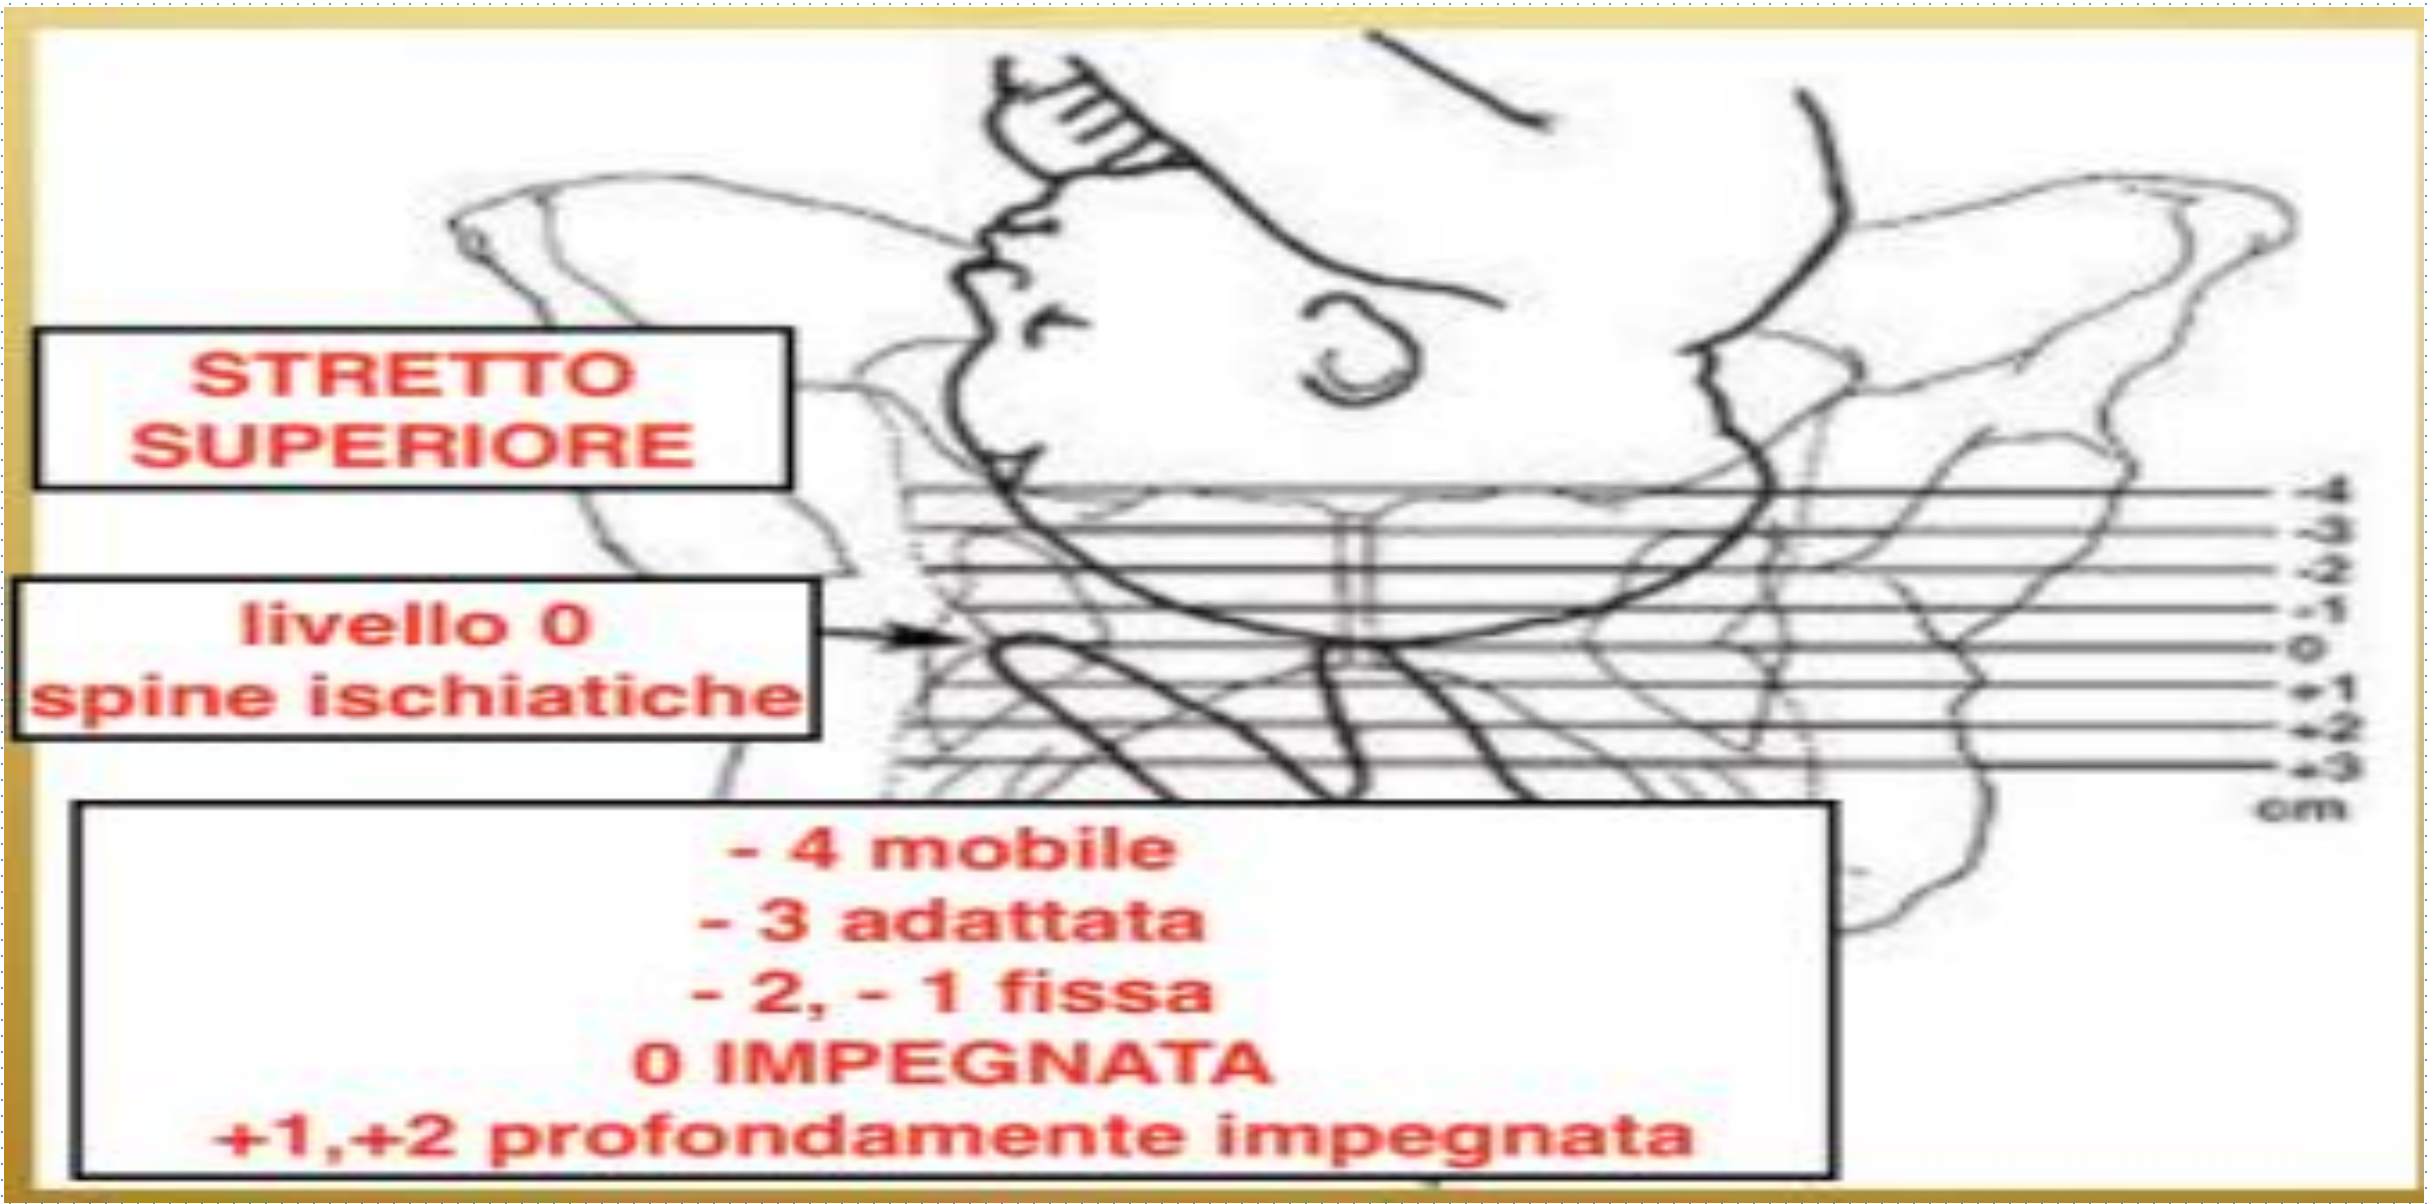 STRETTO
SUPERIORE
-4
-3
-2
-1
0
+1
+2
+3
cm
livello 0
spine ischiatiche
- 4 mobile
- 3 adattata
- 2, - 1 fissa
0 IMPEGNATA
+1,+2 profondamente impegnata